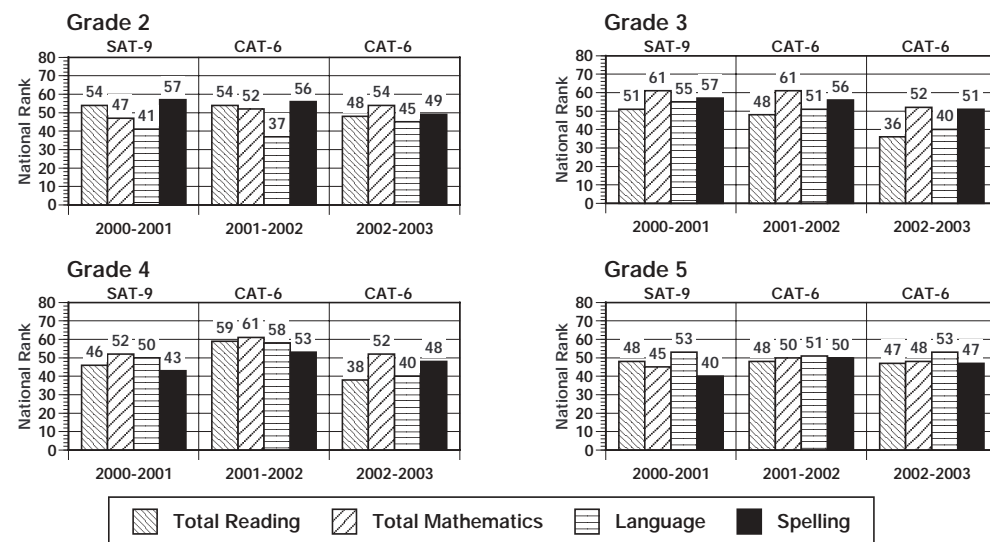 Grade 2
SAT-9 CAT-6 CAT-6
National Rank
80
70
60
50
40
30
20
10
0
54 47 41 57 54 52 37 56 48 54 45 49
2000-2001 2001-2002 2002-2003
Grade 3
SAT-9 CAT-6 CAT-6
National Rank
80
70
60
50
40
30
20
10
0
51 61 55 57 48 61 51 56 36 52 40 51
2000-2001 2001-2002 2002-2003
Grade 4
SAT-9 CAT-6 CAT-6
National Rank
80
70
60
50
40
30
20
10
0
46 52 50 43 59 61 58 53 38 52 40 48
2000-2001 2001-2002 2002-2003
Grade 5
SAT-9 CAT-6 CAT-6
National Rank
80
70
60
50
40
30
20
10
0
48 45 53 40 48 50 51 50 47 48 53 47
2000-2001 2001-2002 2002-2003
Total Reading Total Mathematics Language Spelling